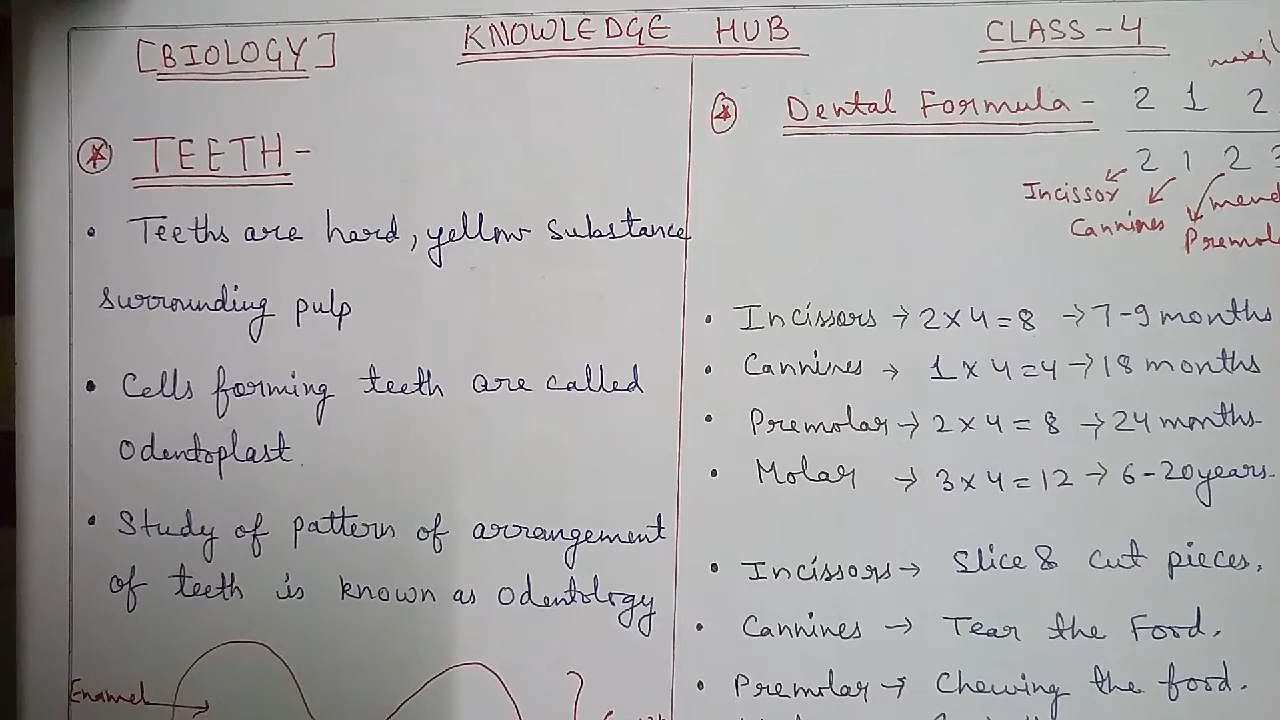 [BIOLOGY]
KNOWLEDGE HUB
CLASS-4
TEETH-
• Teeths are hard, yellow substance
surrounding pulp
• Cells forming teeth are called
Odentoplast.
• Study of pattern of arrangement
of teeth is known as Odentology
Enamel
Dental Formula - 2 1 2
2 1 2 3
Incissor
Cannines
• Incissors → 2×4=8 → 7-9 months
• Cannines → 1×4=4 → 18 months
• Premolar → 2×4=8 → 24 months
• Molar → 3×4=12 → 6-20 years.
• Incissors → Slice & cut pieces.
• Cannines → Tear the Food.
• Premolar → Chewing the food.